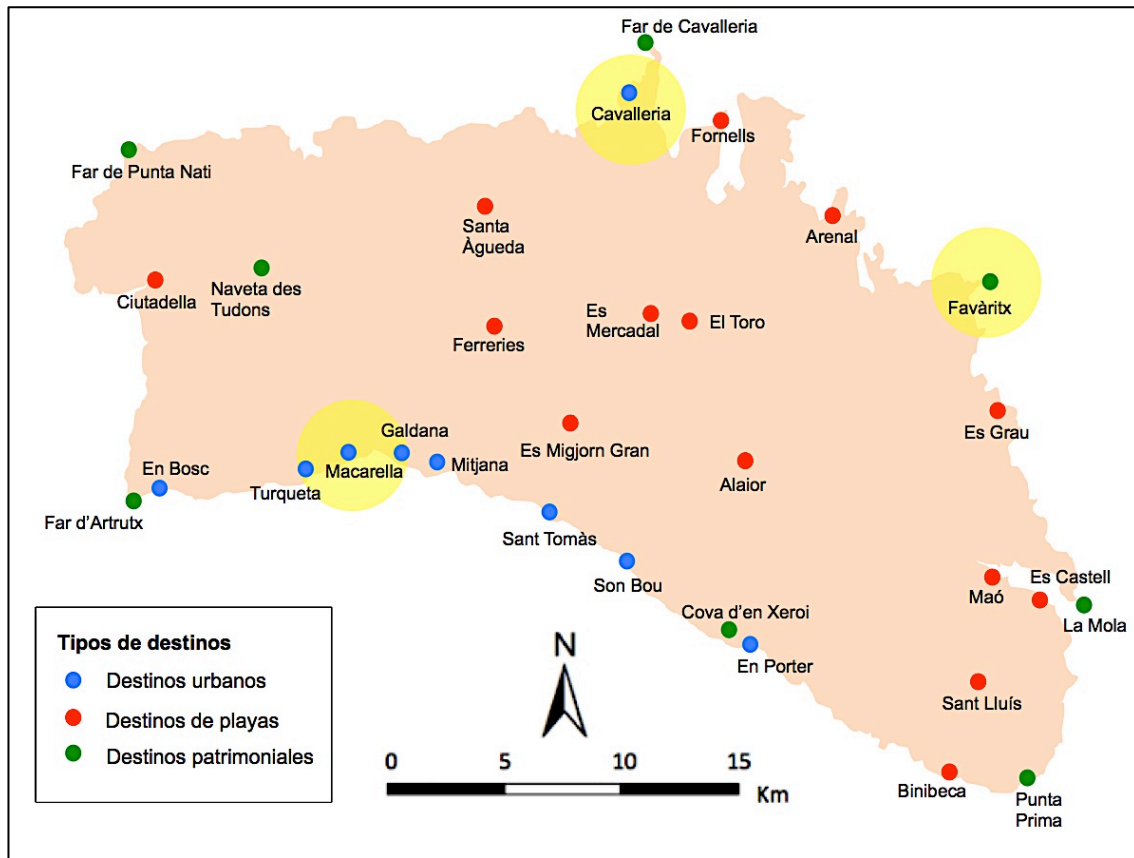 Far de Cavalleria
Cavalleria
Fornells
Far de Punta Nati
Santa
Àgueda
Arenal
Ciutadella
Naveta des
Tudons
Favàritx
Es
Mercadal
El Toro
Ferreries
Galdana
Es Grau
Es Migjorn Gran
Macarella
Mitjana
En Bosc
Turqueta
Alaior
Far d'Artrutx
Sant Tomàs
Son Bou
Es Castell
Maó
Cova d'en Xeroi
La Mola
En Porter
Sant Lluís
Binibeca
Punta
Prima
Tipos de destinos
Destinos urbanos
Destinos de playas
Destinos patrimoniales
N
0 5 10 15
Km